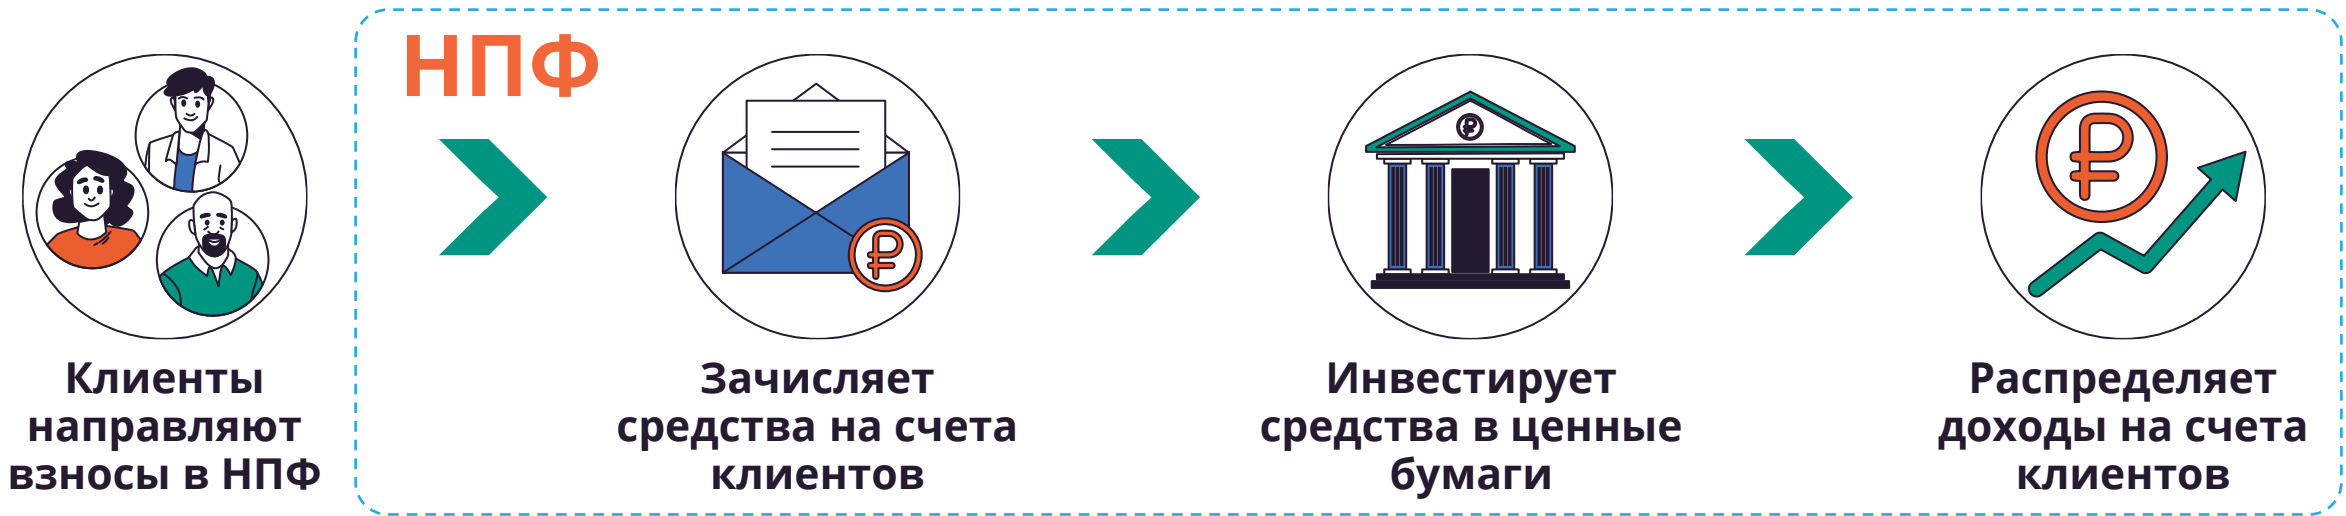 НПФ
Клиенты
направляют
взносы в НПФ
Зачисляет
средства на счета
клиентов
Инвестирует
средства в ценные
бумаги
Распределяет
доходы на счета
клиентов